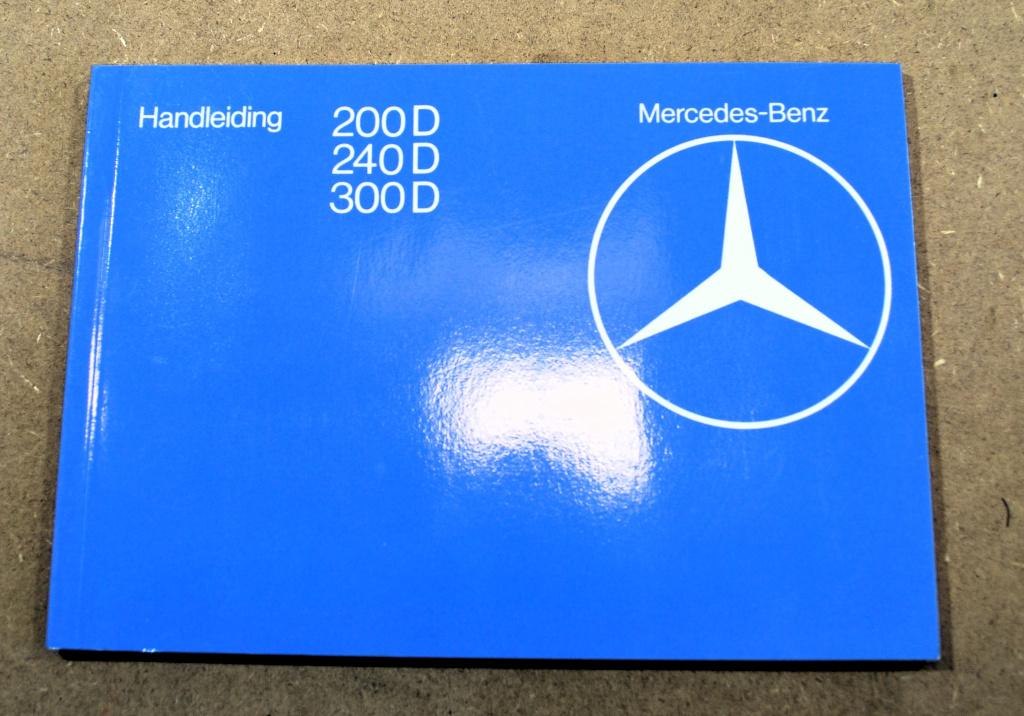 Handleiding
200 D
240 D
300 D
Mercedes-Benz